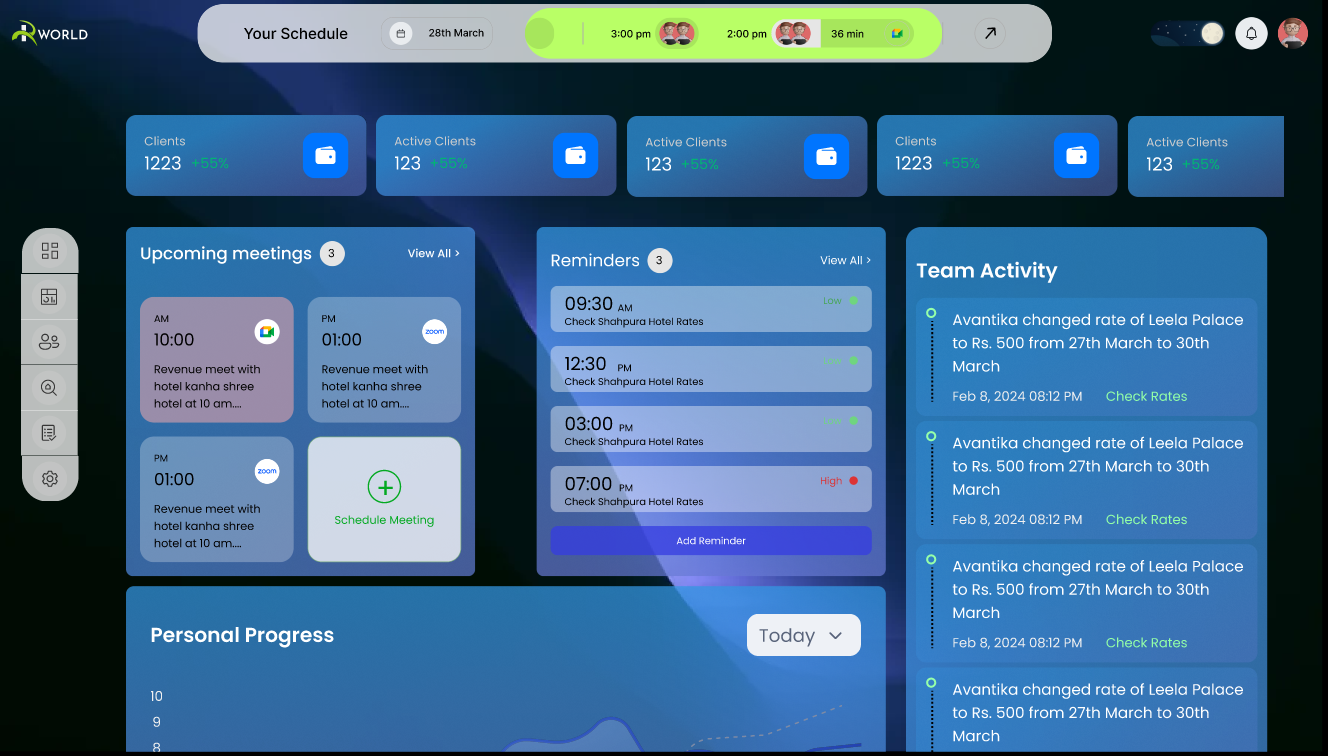 R WORLD
Your Schedule
28th March
3:00 pm
2:00 pm
36 min
Clients
1223 +55%
Active Clients
123 +55%
Active Clients
123 +55%
Clients
1223 +55%
Active Clients
123 +55%
Upcoming meetings 3
View All >
AM
10:00
Revenue meet with
hotel kanha shree
hotel at 10 am....
PM
01:00
zoom
Revenue meet with
hotel kanha shree
hotel at 10 am....
PM
01:00
zoom
Revenue meet with
hotel kanha shree
hotel at 10 am....
Schedule Meeting
Reminders 3
View All >
09:30 AM
Low
Check Shahpura Hotel Rates
12:30 PM
Low
Check Shahpura Hotel Rates
03:00 PM
Low
Check Shahpura Hotel Rates
07:00 PM
High
Check Shahpura Hotel Rates
Add Reminder
Team Activity
Avantika changed rate of Leela Palace
to Rs. 500 from 27th March to 30th
March
Feb 8, 2024 08:12 PM Check Rates
Avantika changed rate of Leela Palace
to Rs. 500 from 27th March to 30th
March
Feb 8, 2024 08:12 PM Check Rates
Avantika changed rate of Leela Palace
to Rs. 500 from 27th March to 30th
March
Feb 8, 2024 08:12 PM Check Rates
Avantika changed rate of Leela Palace
to Rs. 500 from 27th March to 30th
March
Personal Progress
Today
10
9
8